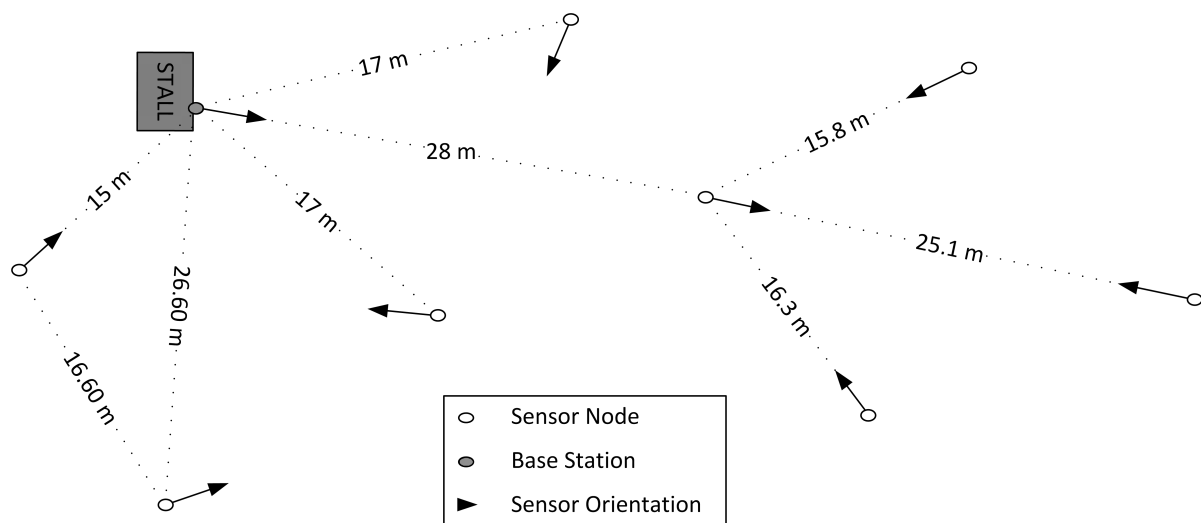 STALL
17 m
15.8 m
28 m
15 m
17 m
25.1 m
26.60 m
16.3 m
16.60 m
Sensor Node
Base Station
Sensor Orientation